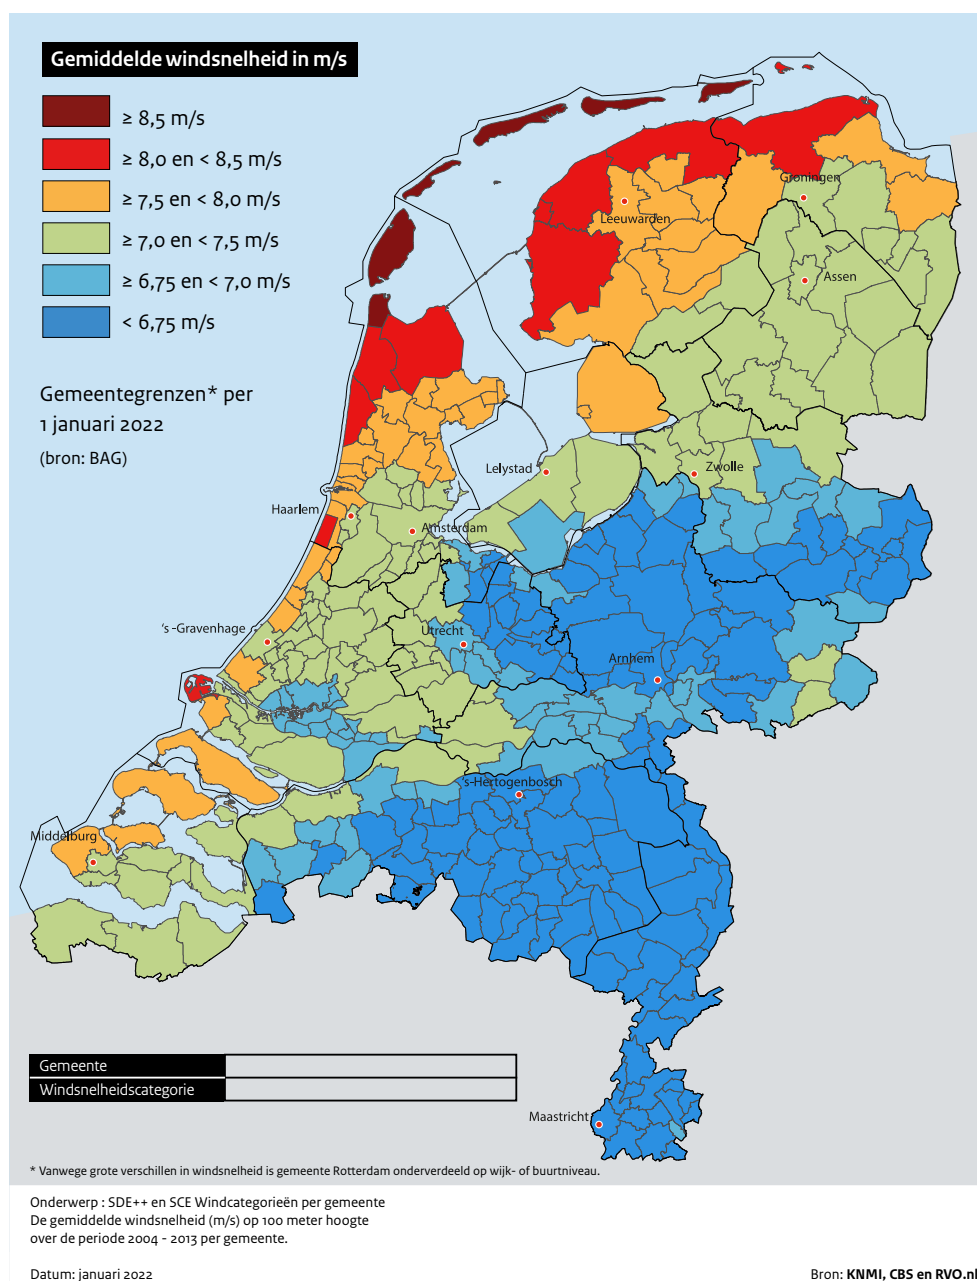 Gemiddelde windsnelheid in m/s
≥ 8,5 m/s
≥ 8,0 en < 8,5 m/s
≥ 7,5 en < 8,0 m/s
≥ 7,0 en < 7,5 m/s
≥ 6,75 en < 7,0 m/s
< 6,75 m/s
Gemeentegrenzen* per
1 januari 2022
(bron: BAG)
Groningen
Leeuwarden
Assen
Lelystad
Zwolle
Haarlem
Amsterdam
's -Gravenhage
Utrecht
Arnhem
's-Hertogenbosch
Middelburg
Maastricht
Gemeente
Windsnelheidscategorie
* Vanwege grote verschillen in windsnelheid is gemeente Rotterdam onderverdeeld op wijk- of buurtniveau.
Onderwerp : SDE++ en SCE Windcategorieën per gemeente
De gemiddelde windsnelheid (m/s) op 100 meter hoogte
over de periode 2004 - 2013 per gemeente.
Datum: januari 2022
Bron: KNMI, CBS en RVO.nl